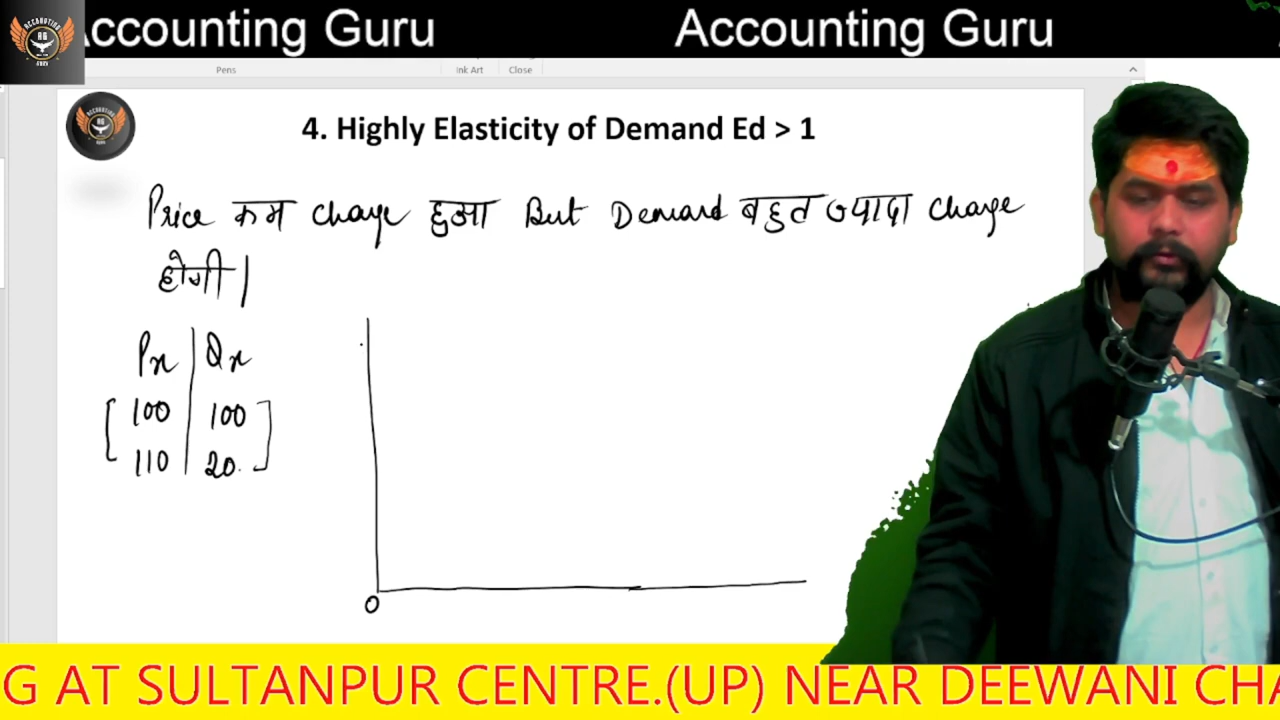 Accounting Guru Accounting Guru
Pens Ink Art Close
4. Highly Elasticity of Demand Ed > 1
Price कम change हुआ But Demand बहुत ज्यादा change
होगी।
Px Qx
100 100
110 20
O
G AT SULTANPUR CENTRE.(UP) NEAR DEEWANI CHA